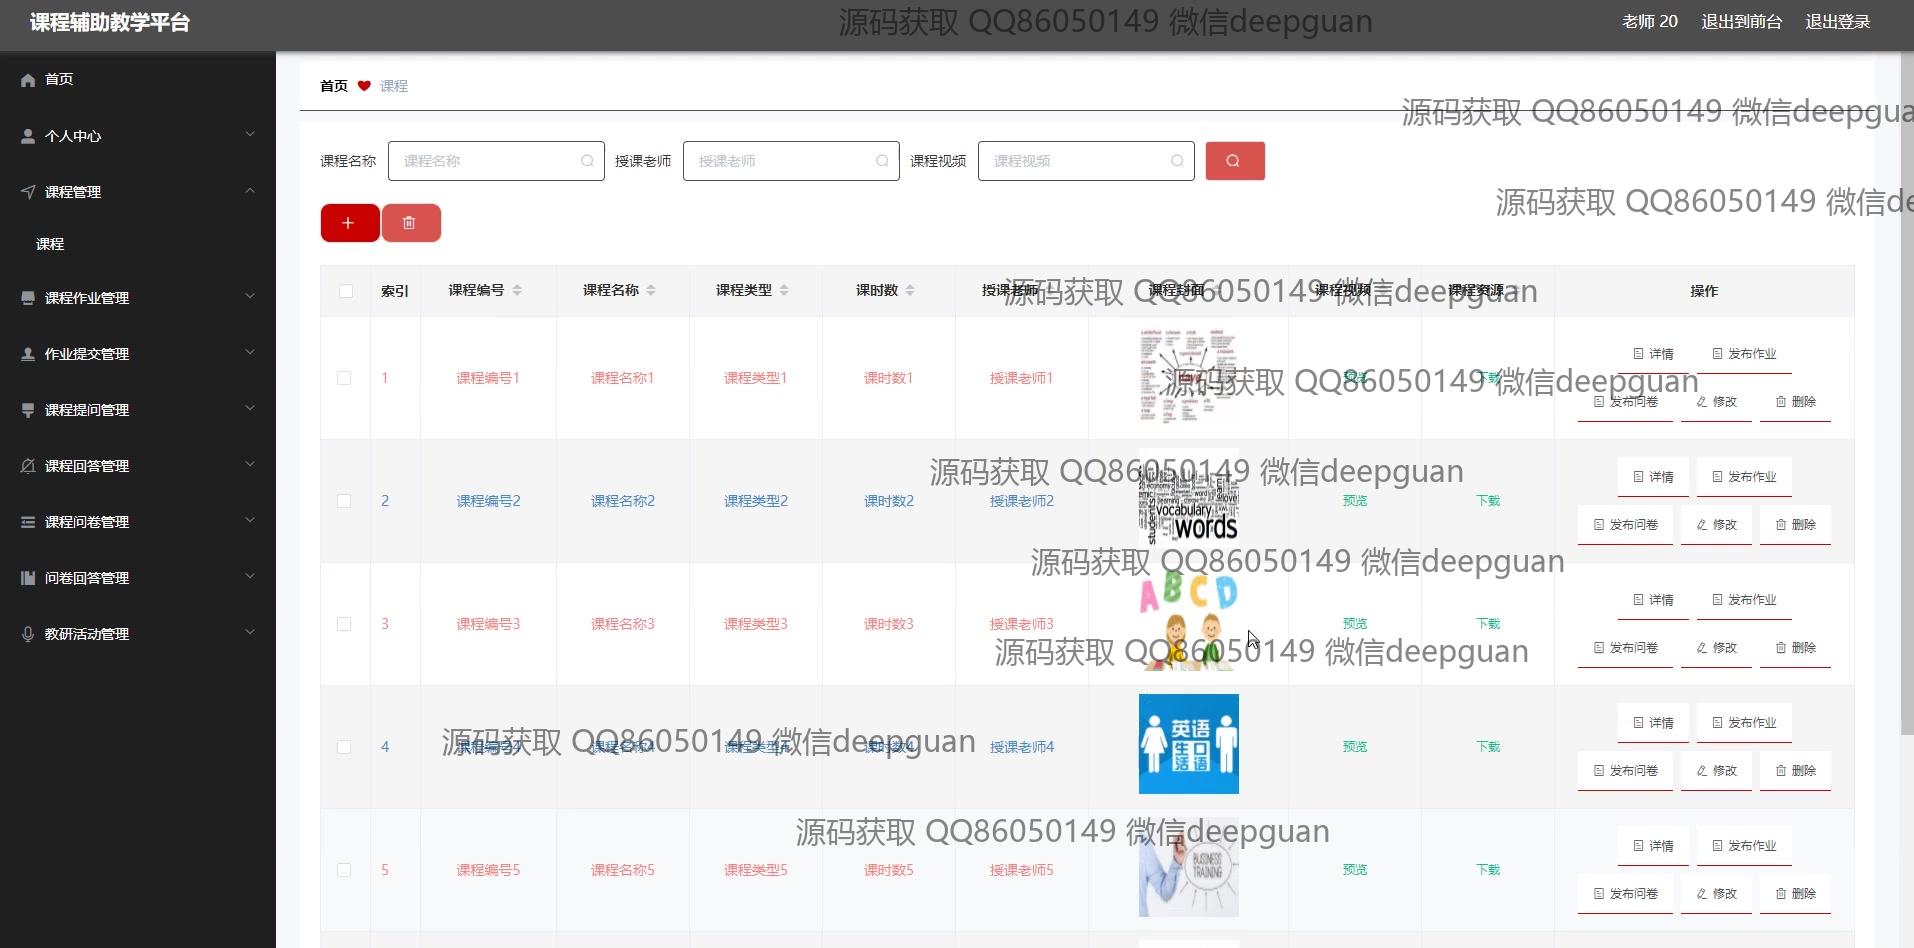 课程辅助教学平台
源码获取 QQ86050149 微信deepguan
老师 20 退出到前台 退出登录
首页
个人中心
课程管理
课程
课程作业管理
作业提交管理
课程提问管理
课程回答管理
课程问卷管理
问卷回答管理
教研活动管理
首页 课程
源码获取 QQ86050149 微信deepgua
课程名称 课程名称 授课老师 授课老师 课程视频 课程视频
源码获取 QQ86050149 微信de
索引 课程编号 课程名称 课程类型 课时数 授课老师 课程封面 课程视频 课程资源 操作
源码获取 QQ86050149 微信deepguan
1 课程编号1 课程名称1 课程类型1 课时数1 授课老师1 预览 下载
详情 发布作业
发布问卷 修改 删除
源码获取 QQ86050149 微信deepguan
2 课程编号2 课程名称2 课程类型2 课时数2 授课老师2 预览 下载
vocabulary
words
students
详情 发布作业
发布问卷 修改 删除
源码获取 QQ86050149 微信deepguan
源码获取 QQ86050149 微信deepguan
3 课程编号3 课程名称3 课程类型3 课时数3 授课老师3 预览 下载
ABCD
详情 发布作业
发布问卷 修改 删除
源码获取 QQ86050149 微信deepguan
4 课程编号4 课程名称4 课程类型4 课时数4 授课老师4 预览 下载
英语
生口
活语
详情 发布作业
发布问卷 修改 删除
源码获取 QQ86050149 微信deepguan
源码获取 QQ86050149 微信deepguan
5 课程编号5 课程名称5 课程类型5 课时数5 授课老师5 预览 下载
BUSINESS
TRAINING
详情 发布作业
发布问卷 修改 删除